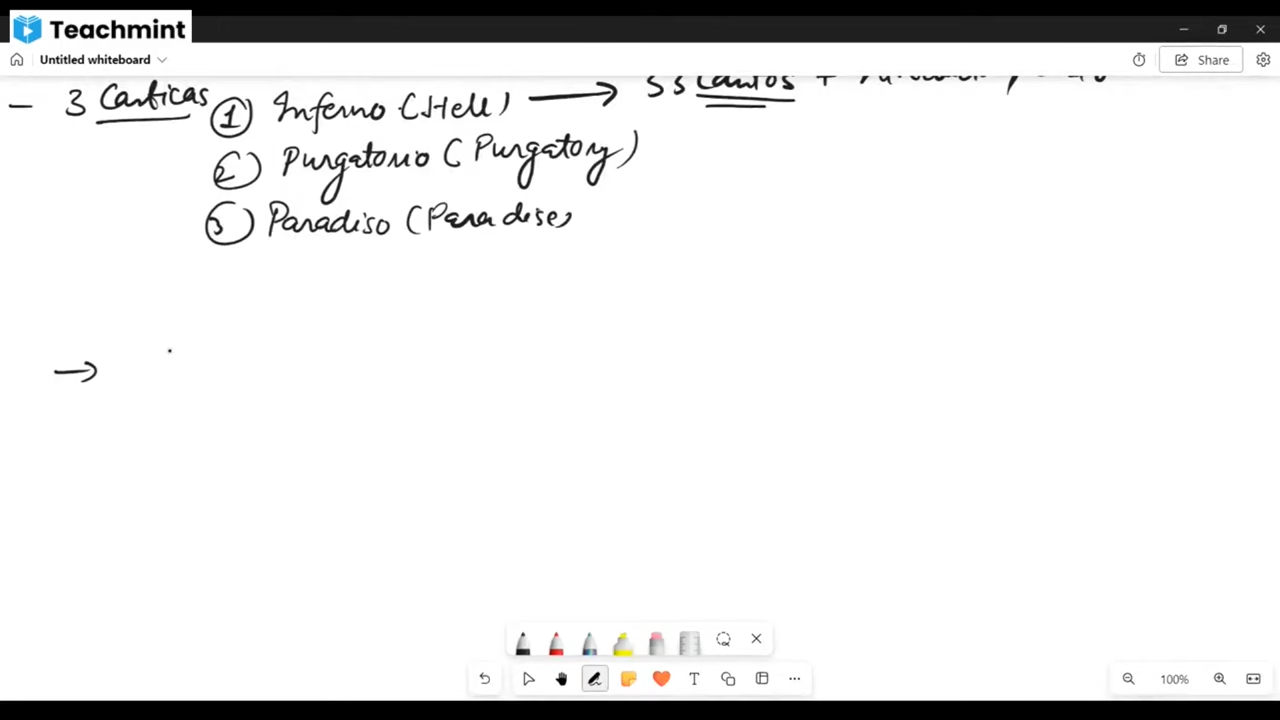 Teachmint
Untitled whiteboard
Share
- 3 Canticas ① Inferno (Hell) → 33 Cantos +
② Purgatorio (Purgatory)
③ Paradiso (Paradise)
→
T
100%